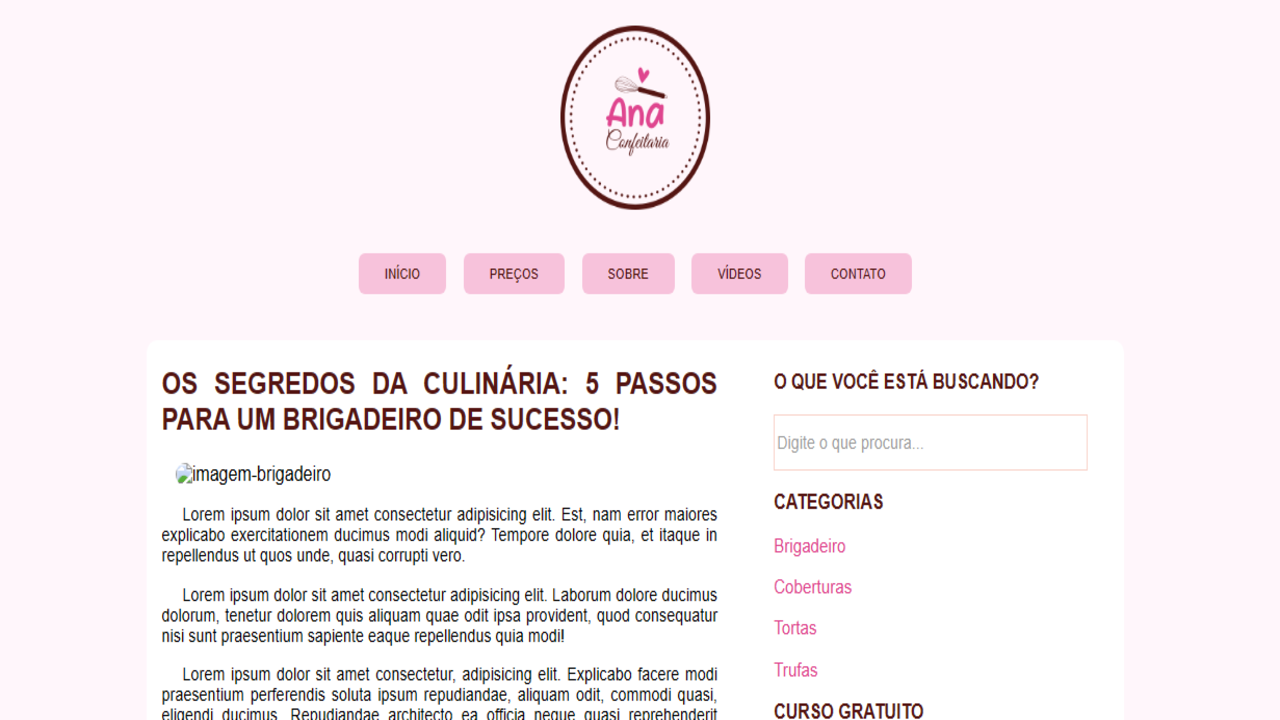 Ana
Confeitaria
INÍCIO
PREÇOS
SOBRE
VÍDEOS
CONTATO
OS SEGREDOS DA CULINÁRIA: 5 PASSOS
PARA UM BRIGADEIRO DE SUCESSO!
imagem-brigadeiro
Lorem ipsum dolor sit amet consectetur adipisicing elit. Est, nam error maiores
explicabo exercitationem ducimus modi aliquid? Tempore dolore quia, et itaque in
repellendus ut quos unde, quasi corrupti vero.
Lorem ipsum dolor sit amet consectetur adipisicing elit. Laborum dolore ducimus
dolorum, tenetur dolorem quis aliquam quae odit ipsa provident, quod consequatur
nisi sunt praesentium sapiente eaque repellendus quia modi!
Lorem ipsum dolor sit amet consectetur, adipisicing elit. Explicabo facere modi
praesentium perferendis soluta ipsum repudiandae, aliquam odit, commodi quasi,
eligendi ducimus. Repudiandae architecto ea officia neque quasi reprehenderit
O QUE VOCÊ ESTÁ BUSCANDO?
Digite o que procura...
CATEGORIAS
Brigadeiro
Coberturas
Tortas
Trufas
CURSO GRATUITO